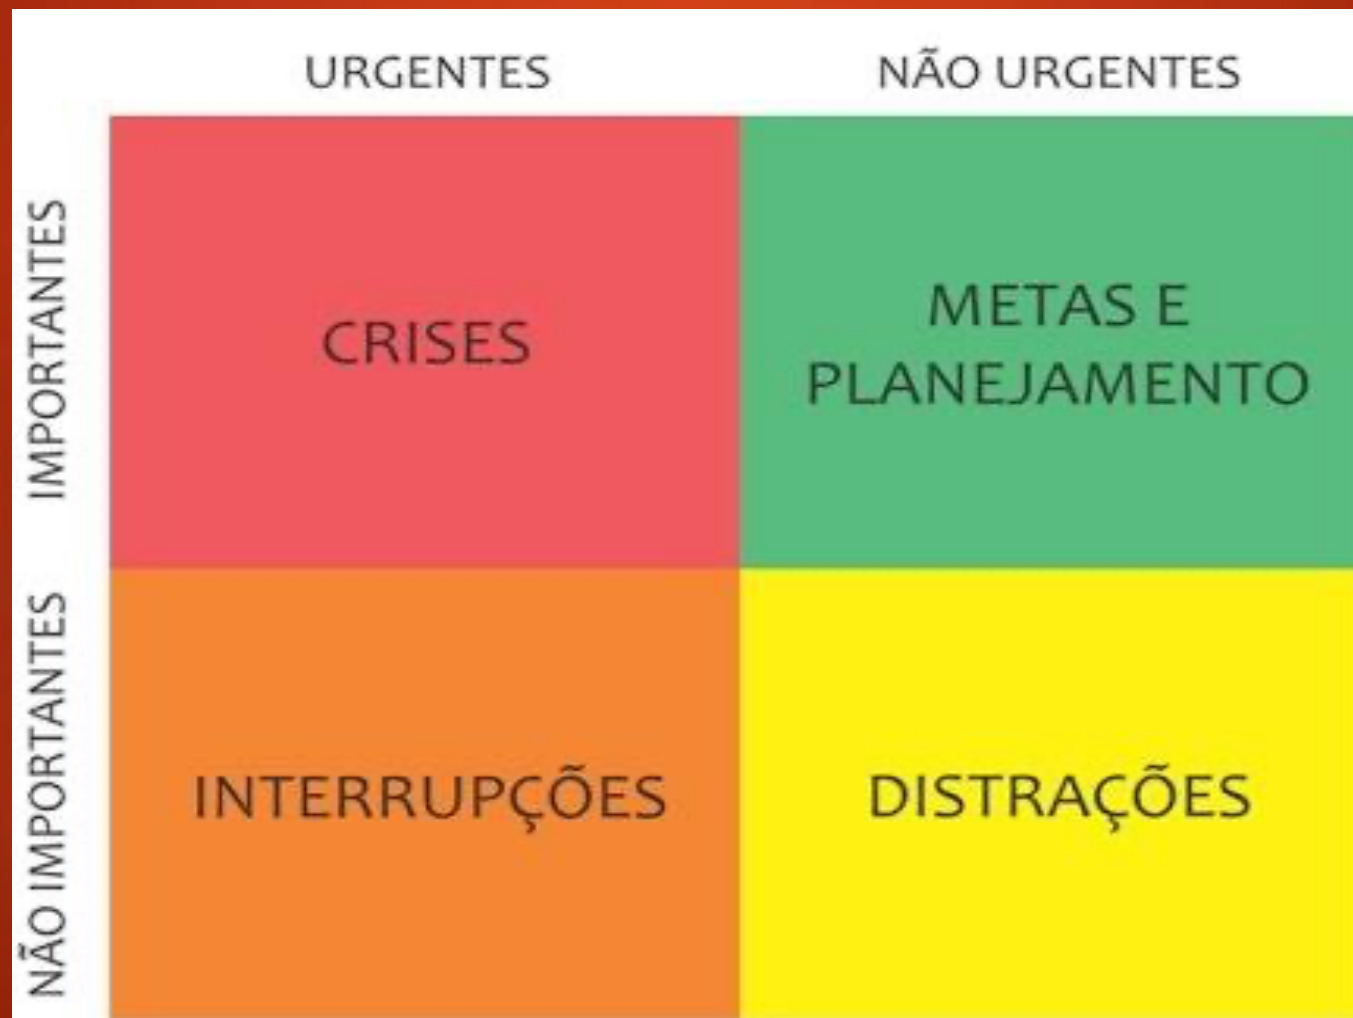 URGENTES
NÃO URGENTES
IMPORTANTES
CRISES
METAS E
PLANEJAMENTO
NÃO IMPORTANTES
INTERRUPÇÕES
DISTRAÇÕES